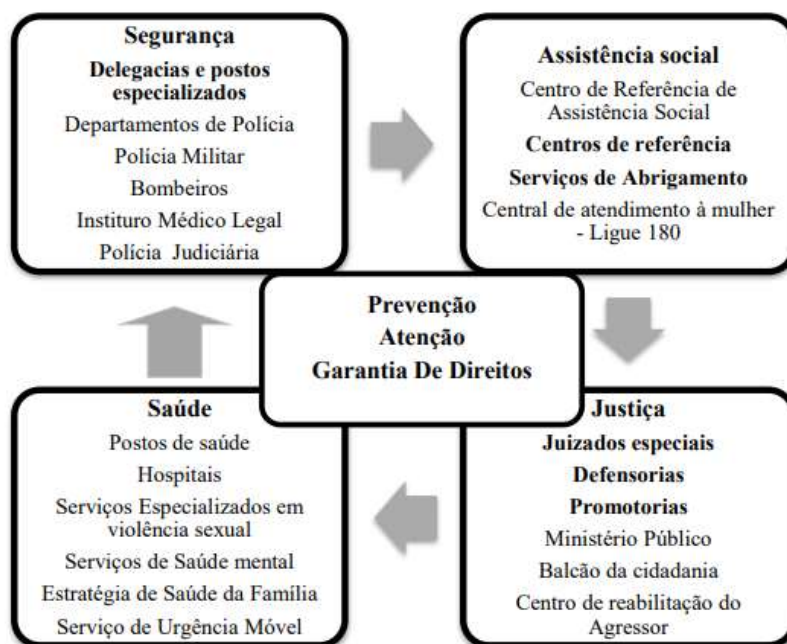 Segurança
Delegacias e postos
especializados
Departamentos de Polícia
Polícia Militar
Bombeiros
Instituro Médico Legal
Polícia Judiciária
Assistência social
Centro de Referência de
Assistência Social
Centros de referência
Serviços de Abrigamento
Central de atendimento à mulher
- Ligue 180
Prevenção
Atenção
Garantia De Direitos
Saúde
Postos de saúde
Hospitais
Serviços Especializados em
violência sexual
Serviços de Saúde mental
Estratégia de Saúde da Família
Serviço de Urgência Móvel
Justiça
Juizados especiais
Defensorias
Promotorias
Ministério Público
Balcão da cidadania
Centro de reabilitação do
Agressor